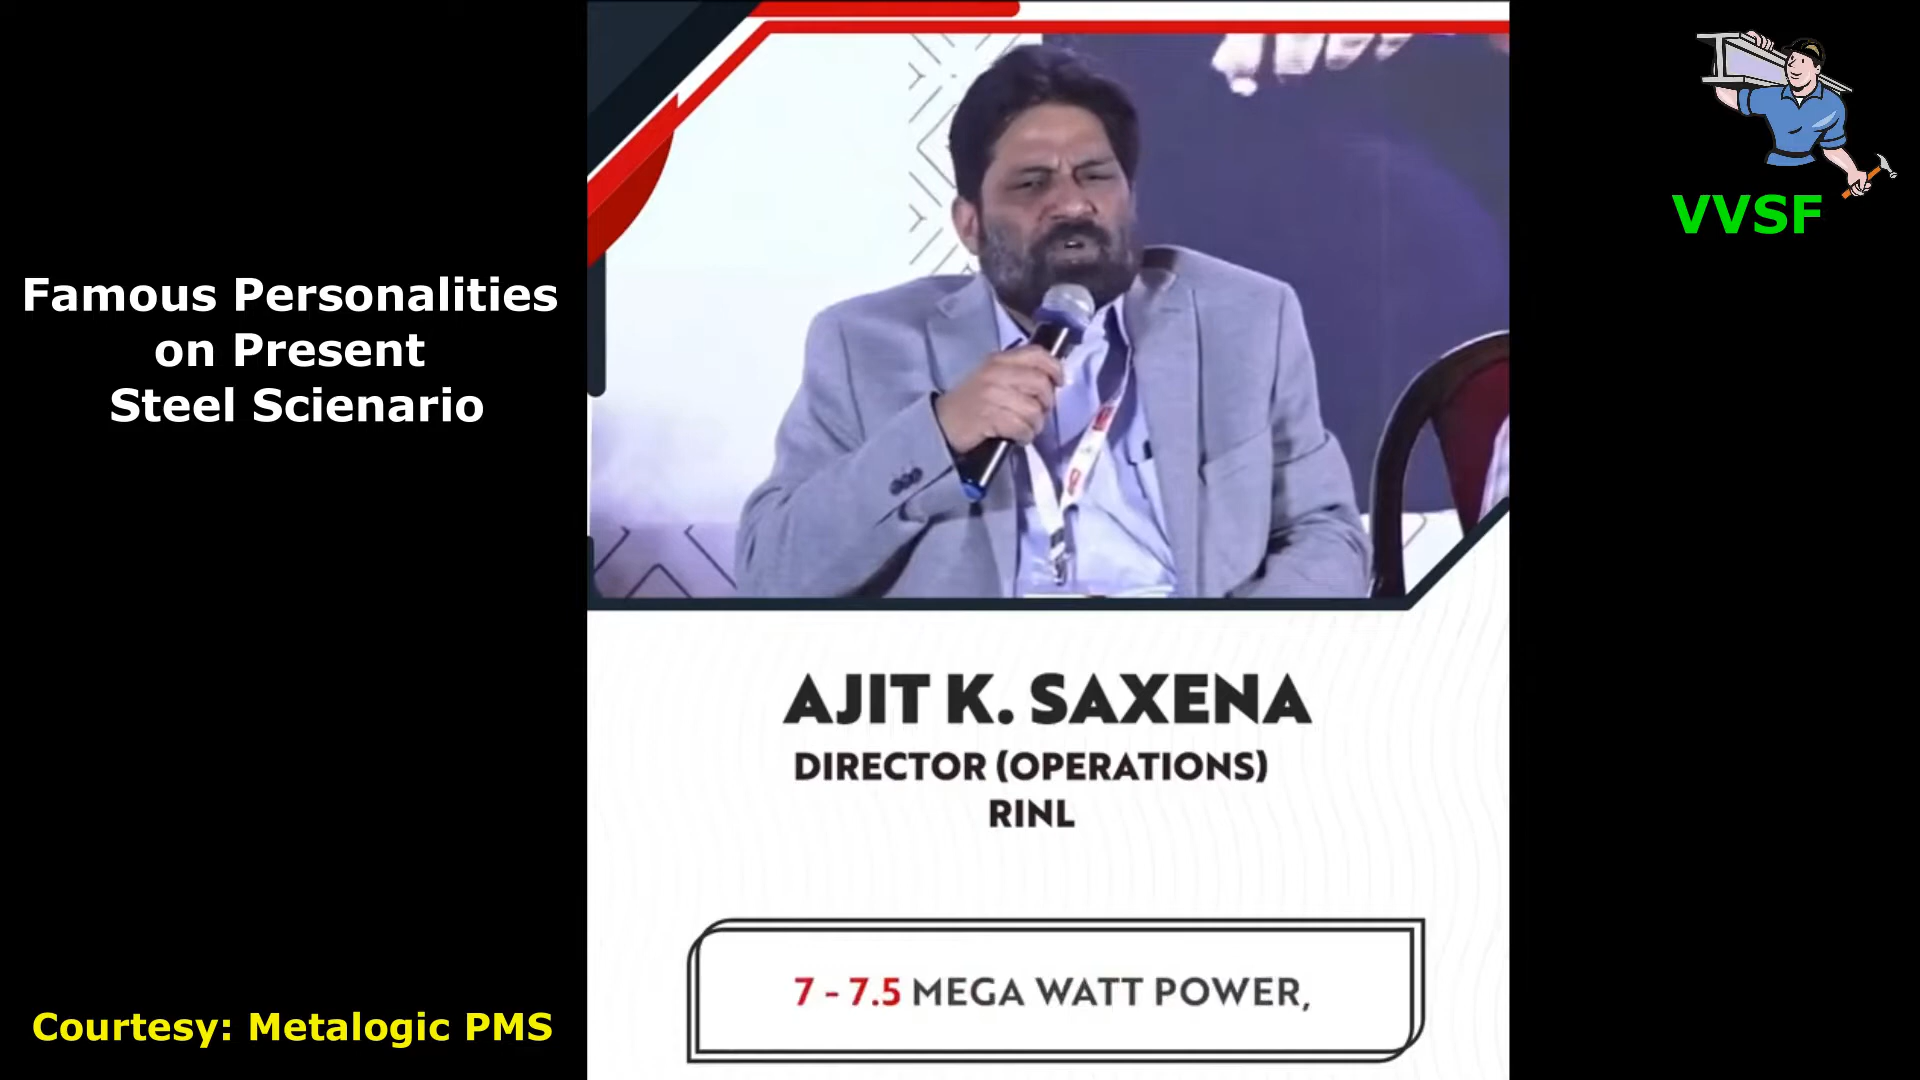 Famous Personalities
on Present
Steel Scienario
VVSF
AJIT K. SAXENA
DIRECTOR (OPERATIONS)
RINL
7 - 7.5 MEGA WATT POWER,
Courtesy: Metalogic PMS